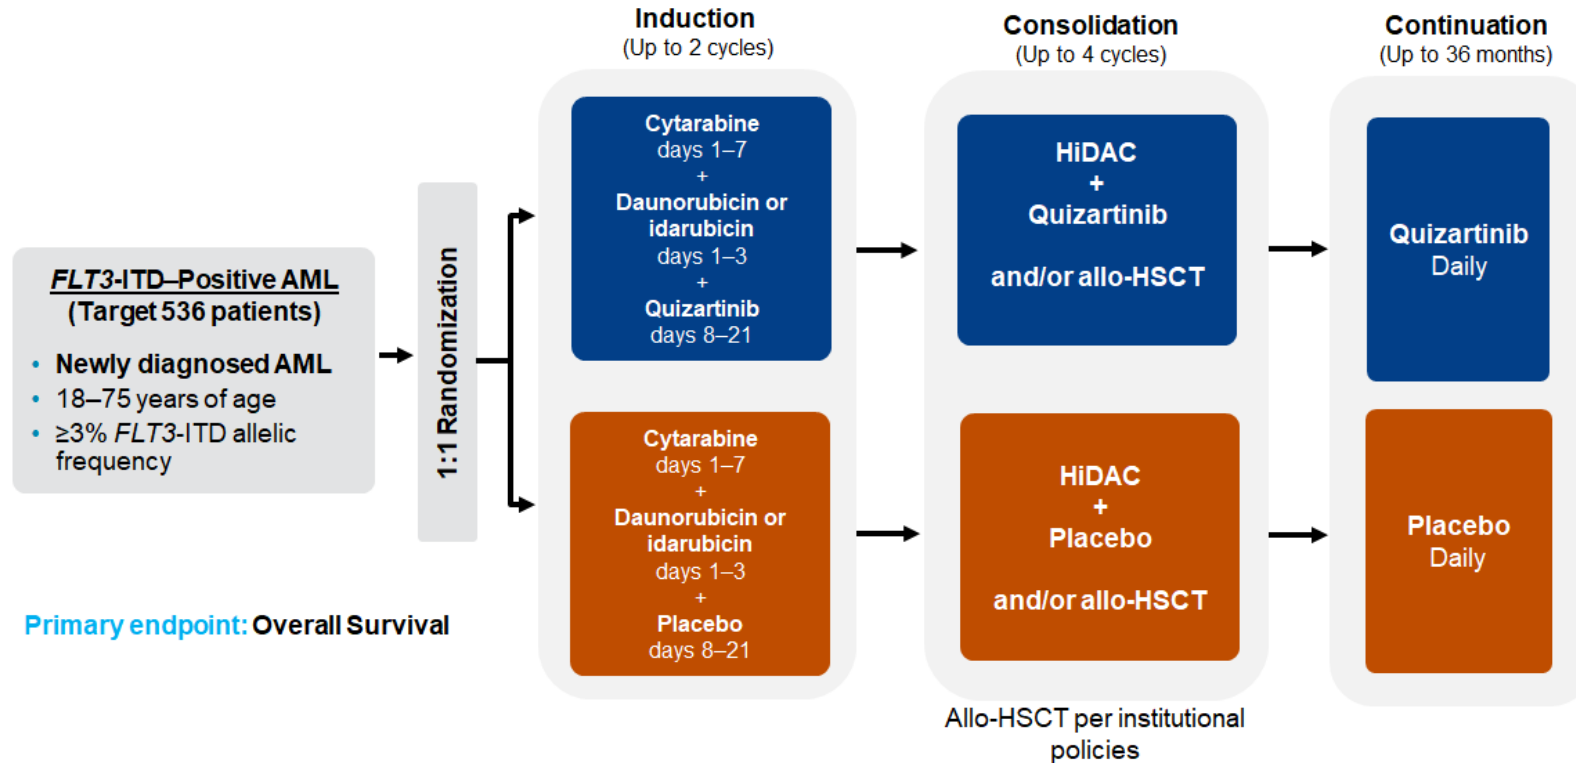 Induction
(Up to 2 cycles)
Consolidation
(Up to 4 cycles)
Continuation
(Up to 36 months)
FLT3-ITD–Positive AML
(Target 536 patients)
• Newly diagnosed AML
• 18–75 years of age
• ≥3% FLT3-ITD allelic
frequency
1:1 Randomization
Cytarabine
days 1–7
+
Daunorubicin or
idarubicin
days 1–3
+
Quizartinib
days 8–21
HiDAC
+
Quizartinib
and/or allo-HSCT
Quizartinib
Daily
Cytarabine
days 1–7
+
Daunorubicin or
idarubicin
days 1–3
+
Placebo
days 8–21
HiDAC
+
Placebo
and/or allo-HSCT
Placebo
Daily
Primary endpoint: Overall Survival
Allo-HSCT per institutional
policies